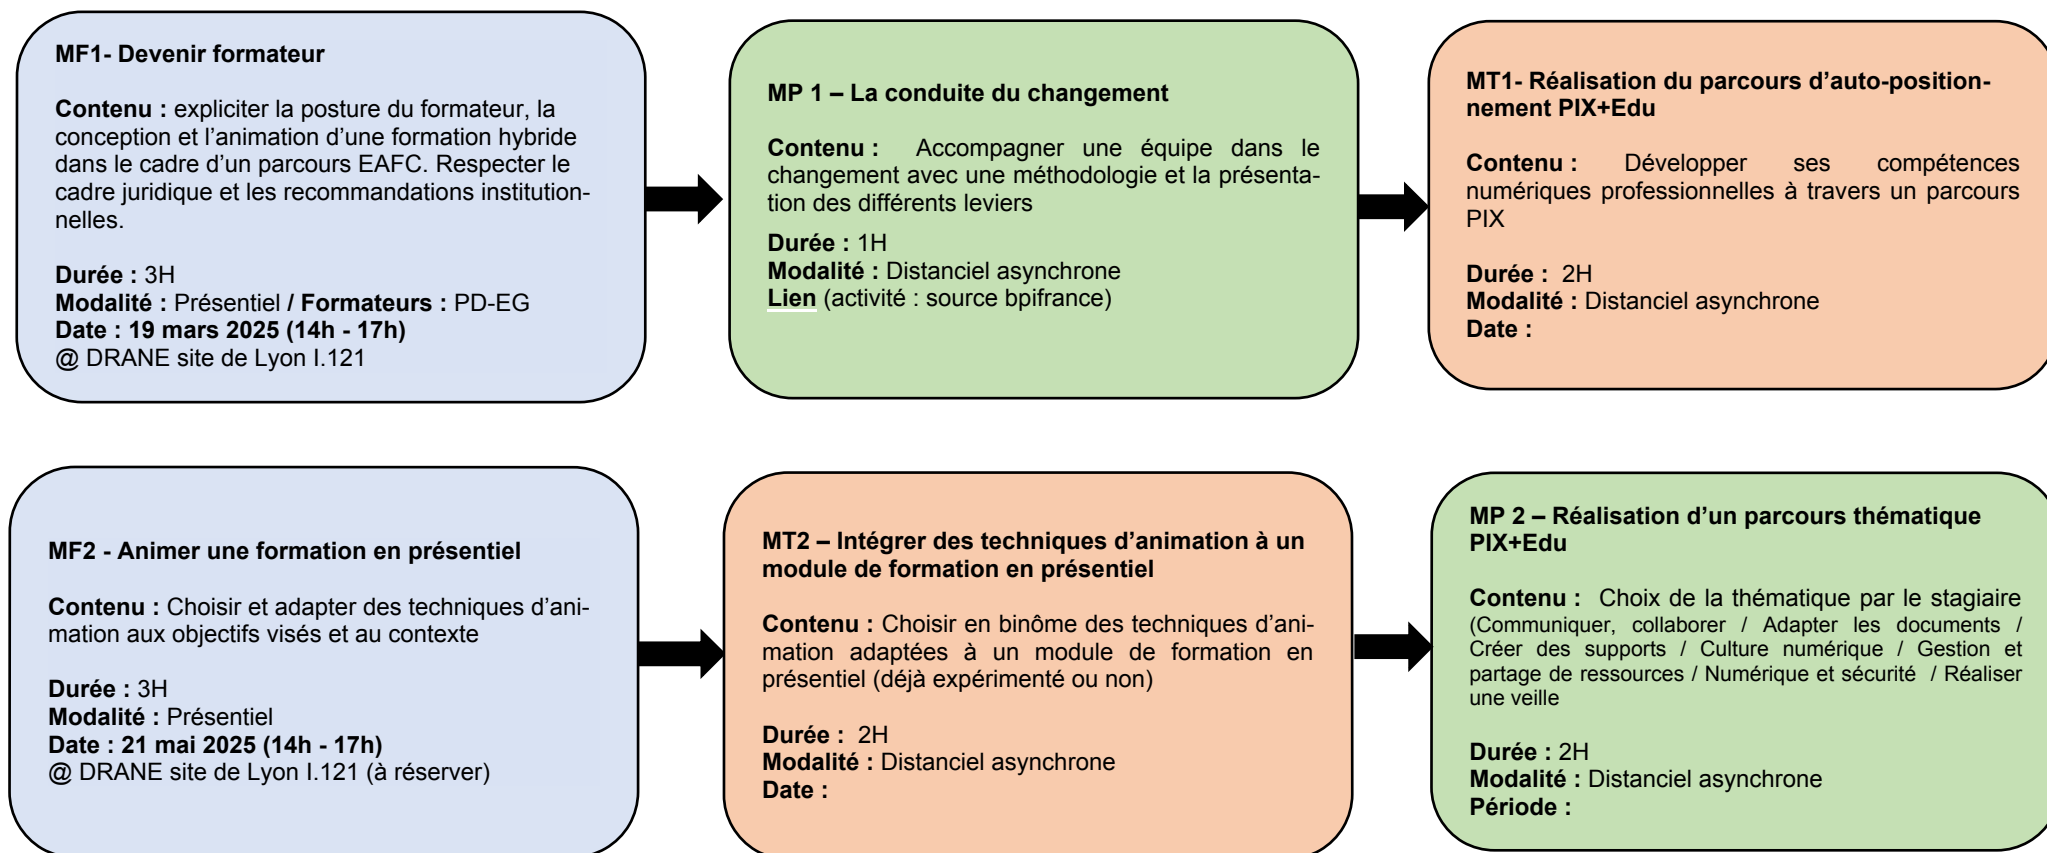 MF1- Devenir formateur
Contenu : expliciter la posture du formateur, la
conception et l’animation d’une formation hybride
dans le cadre d’un parcours EAFC. Respecter le
cadre juridique et les recommandations institution-
nelles.
Durée : 3H
Modalité : Présentiel / Formateurs : PD-EG
Date : 19 mars 2025 (14h - 17h)
@ DRANE site de Lyon I.121
MP 1 – La conduite du changement
Contenu : Accompagner une équipe dans le
changement avec une méthodologie et la présenta-
tion des différents leviers
Durée : 1H
Modalité : Distanciel asynchrone
Lien (activité : source bpifrance)
MT1- Réalisation du parcours d’auto-position-
nement PIX+Edu
Contenu : Développer ses compétences
numériques professionnelles à travers un parcours
PIX
Durée : 2H
Modalité : Distanciel asynchrone
Date :
MF2 - Animer une formation en présentiel
Contenu : Choisir et adapter des techniques d’ani-
mation aux objectifs visés et au contexte
Durée : 3H
Modalité : Présentiel
Date : 21 mai 2025 (14h - 17h)
@ DRANE site de Lyon I.121 (à réserver)
MT2 – Intégrer des techniques d’animation à un
module de formation en présentiel
Contenu : Choisir en binôme des techniques d’ani-
mation adaptées à un module de formation en
présentiel (déjà expérimenté ou non)
Durée : 2H
Modalité : Distanciel asynchrone
Date :
MP 2 – Réalisation d’un parcours thématique
PIX+Edu
Contenu : Choix de la thématique par le stagiaire
(Communiquer, collaborer / Adapter les documents /
Créer des supports / Culture numérique / Gestion et
partage de ressources / Numérique et sécurité / Réaliser
une veille
Durée : 2H
Modalité : Distanciel asynchrone
Période :